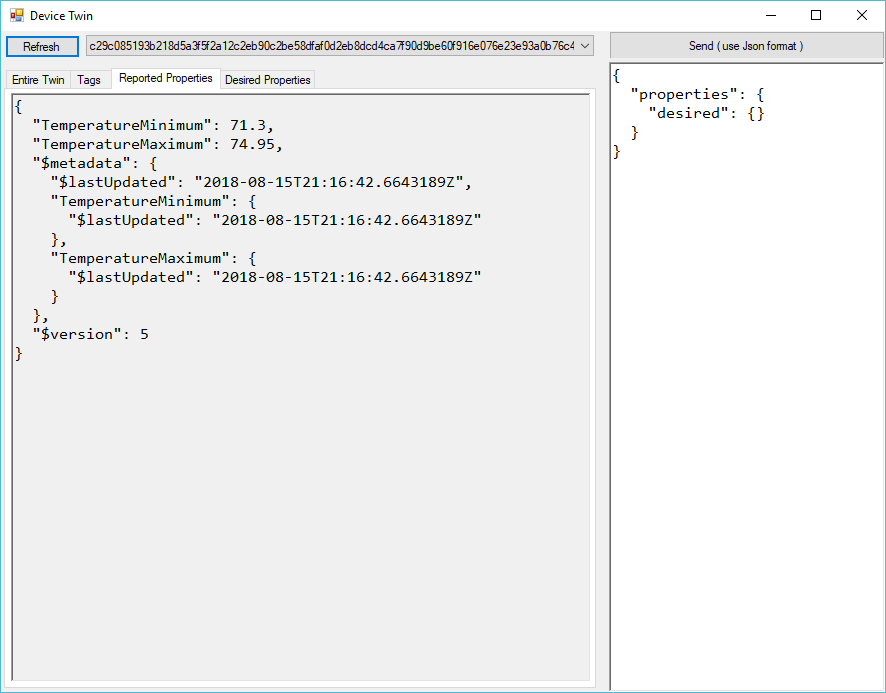 Device Twin
Refresh
Send ( use Json format )
Entire Twin
Tags
Reported Properties
Desired Properties
{
"TemperatureMinimum": 71.3,
"TemperatureMaximum": 74.95,
"$metadata": {
"$lastUpdated": "2018-08-15T21:16:42.6643189Z",
"TemperatureMinimum": {
"$lastUpdated": "2018-08-15T21:16:42.6643189Z"
},
"TemperatureMaximum": {
"$lastUpdated": "2018-08-15T21:16:42.6643189Z"
}
},
"$version": 5
}
{
"properties": {
"desired": {}
}
}